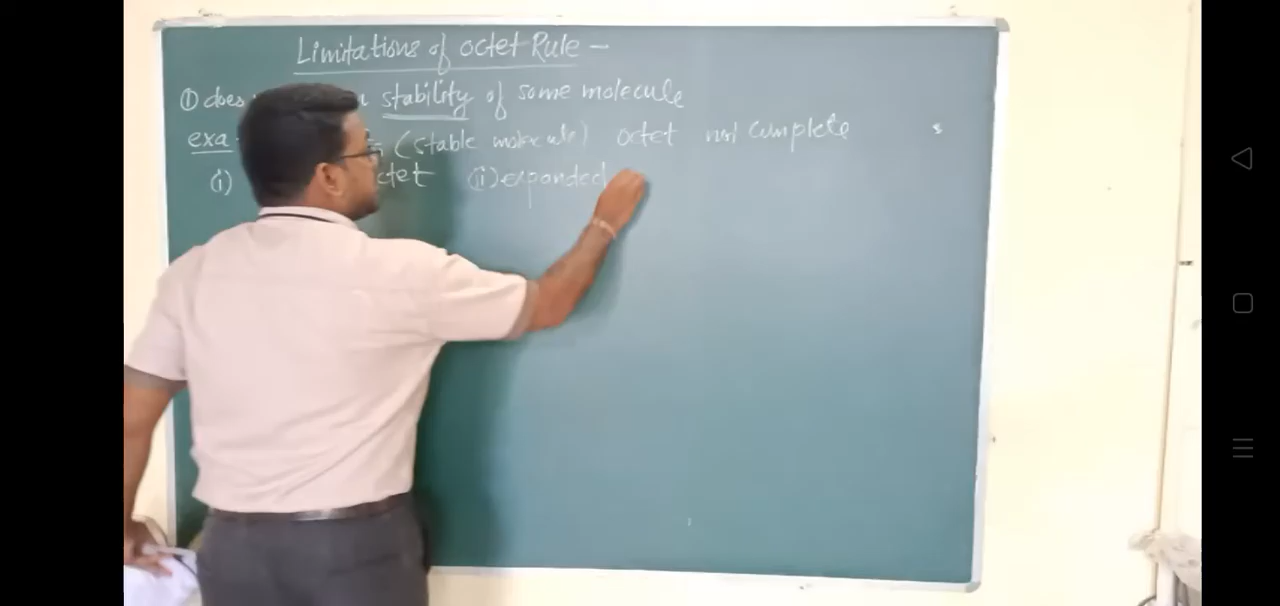 Limitations of octet Rule -
① does stability of some molecule
exa (stable molecule) octet not complete
(i) ctet (ii) expanded